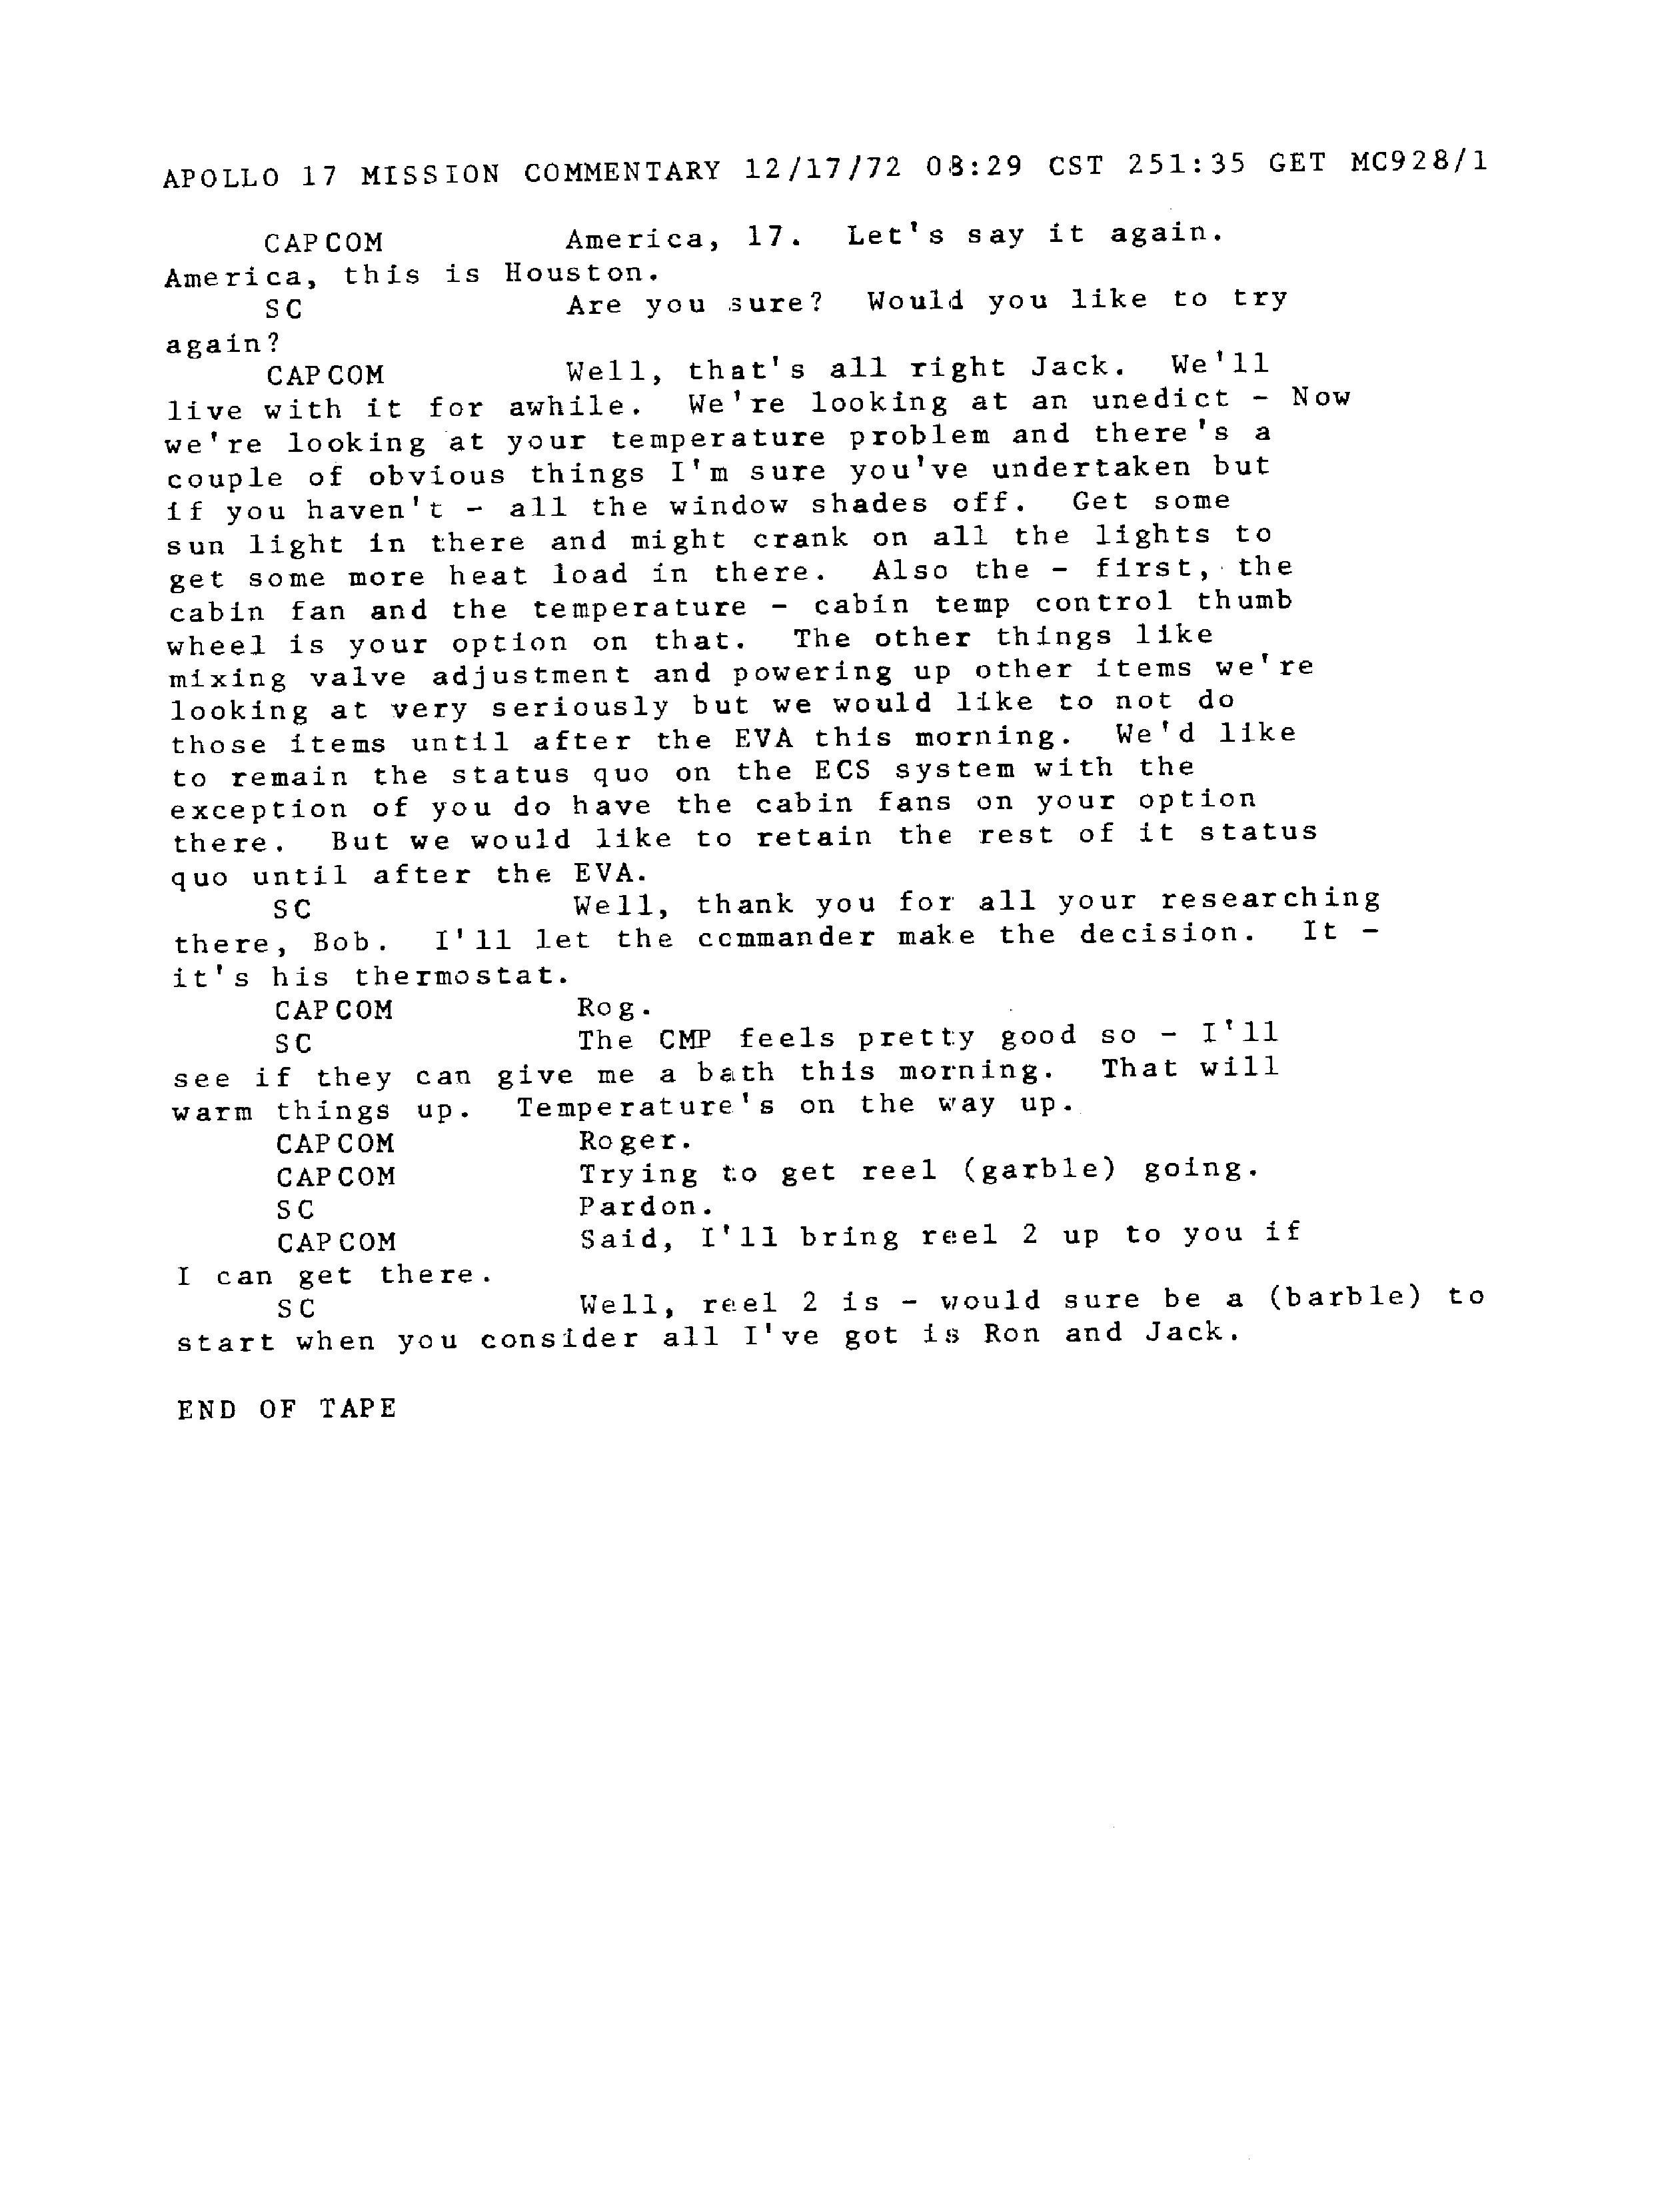 APOLLO 17 MISSION COMMENTARY 12/17/72 08:29 CST 251:35 GET MC928/1
CAPCOM America, 17. Let's say it again.
America, this is Houston.
SC Are you sure? Would you like to try
again?
CAPCOM Well, that's all right Jack. We'll
live with it for awhile. We're looking at an unedict - Now
we're looking at your temperature problem and there's a
couple of obvious things I'm sure you've undertaken but
if you haven't - all the window shades off. Get some
sun light in there and might crank on all the lights to
get some more heat load in there. Also the - first, the
cabin fan and the temperature - cabin temp control thumb
wheel is your option on that. The other things like
mixing valve adjustment and powering up other items we're
looking at very seriously but we would like to not do
those items until after the EVA this morning. We'd like
to remain the status quo on the ECS system with the
exception of you do have the cabin fans on your option
there. But we would like to retain the rest of it status
quo until after the EVA.
SC Well, thank you for all your researching
there, Bob. I'll let the commander make the decision. It -
it's his thermostat.
CAPCOM Rog.
SC The CMP feels pretty good so - I'll
see if they can give me a bath this morning. That will
warm things up. Temperature's on the way up.
CAPCOM Roger.
CAPCOM Trying to get reel (garble) going.
SC Pardon.
CAPCOM Said, I'll bring reel 2 up to you if
I can get there.
SC Well, reel 2 is - would sure be a (barble) to
start when you consider all I've got is Ron and Jack.
END OF TAPE